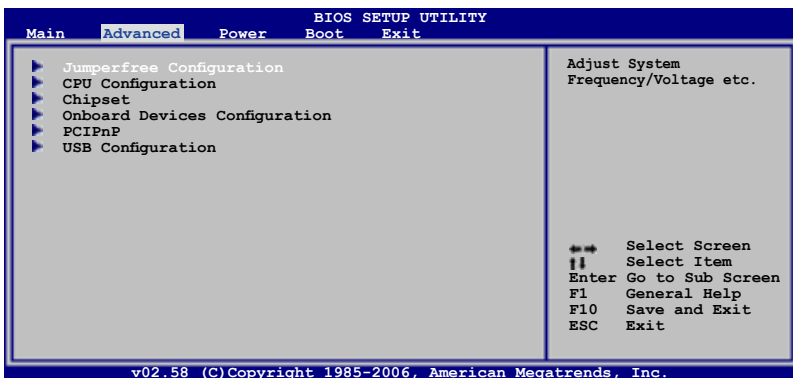 BIOS SETUP UTILITY
Main Advanced Power Boot Exit
Jumperfree Configuration
CPU Configuration
Chipset
Onboard Devices Configuration
PCIPnP
USB Configuration
Adjust System
Frequency/Voltage etc.
Select Screen
Select Item
Enter Go to Sub Screen
F1 General Help
F10 Save and Exit
ESC Exit
v02.58 (C)Copyright 1985-2006, American Megatrends, Inc.